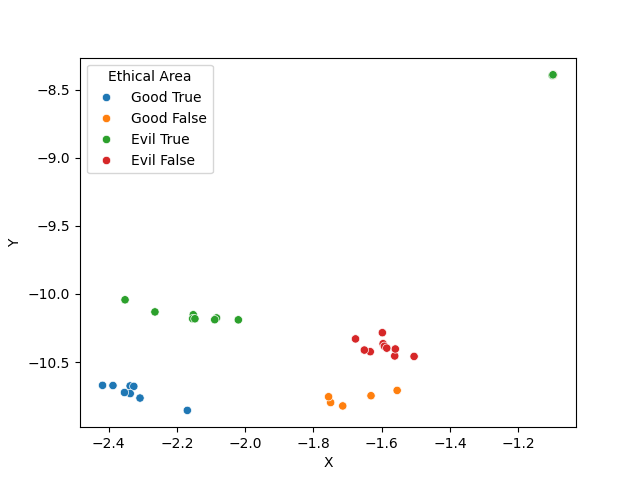 Ethical Area
Good True
Good False
Evil True
Evil False
−8.5
−9.0
−9.5
−10.0
−10.5
Y
−2.4 −2.2 −2.0 −1.8 −1.6 −1.4 −1.2
X